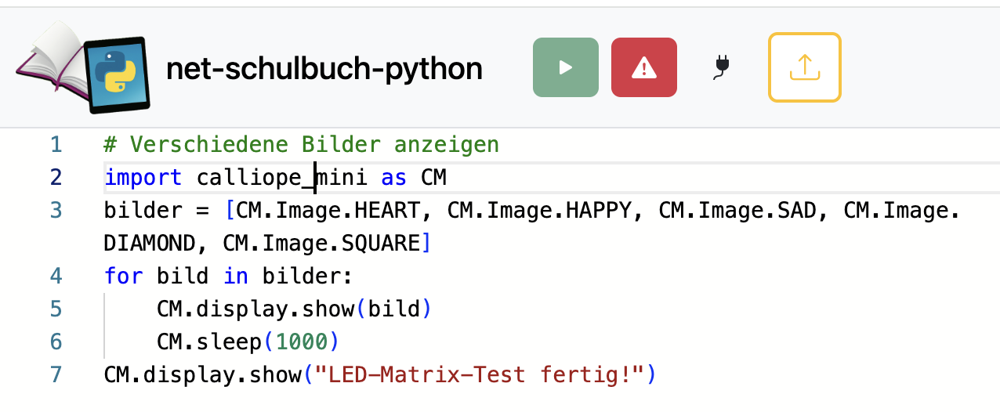 net-schulbuch-python
1 # Verschiedene Bilder anzeigen
2 import calliope_mini as CM
3 bilder = [CM.Image.HEART, CM.Image.HAPPY, CM.Image.SAD, CM.Image.
DIAMOND, CM.Image.SQUARE]
4 for bild in bilder:
5     CM.display.show(bild)
6     CM.sleep(1000)
7 CM.display.show("LED-Matrix-Test fertig!")